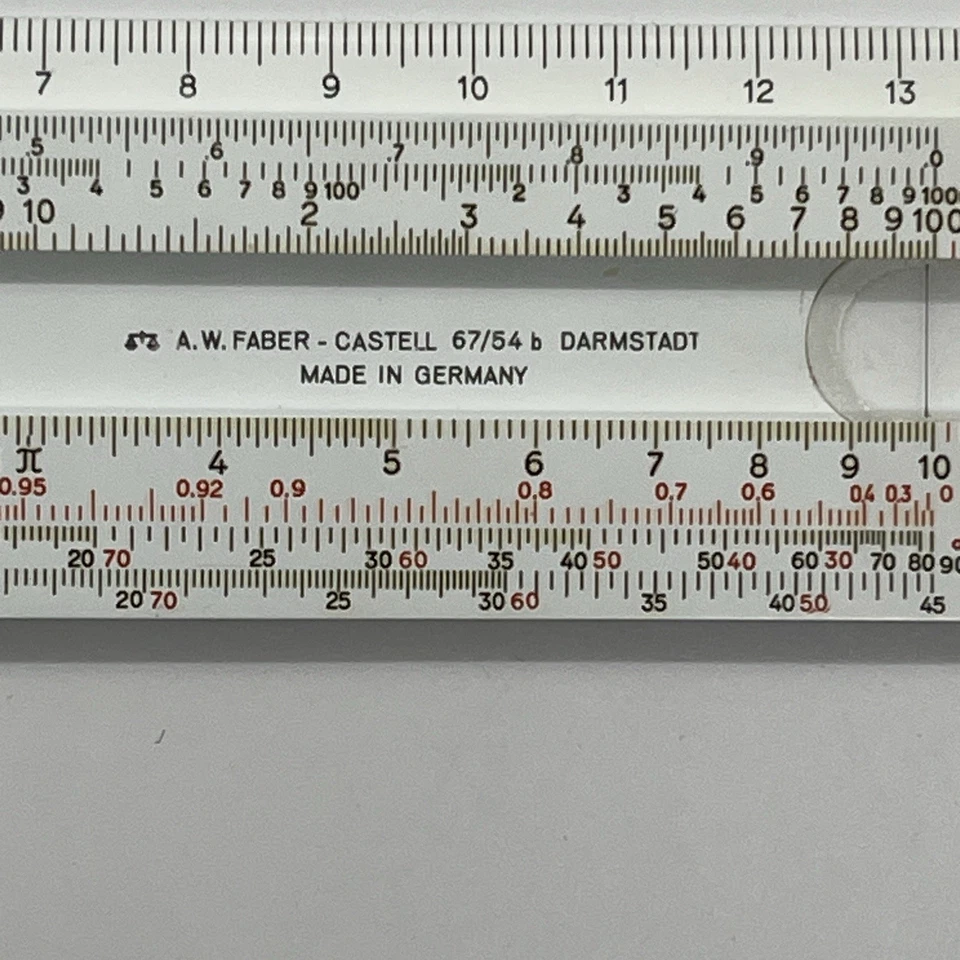 7 8 9 10 11 12 13
.5 .6 .7 .8 .9 .0
3 4 5 6 7 8 9 100 2 3 4 5 6 7 8 9 100
10 2 3 4 5 6 7 8 9 100
A.W. FABER - CASTELL 67/54 b DARMSTADT
MADE IN GERMANY
π 4 5 6 7 8 9 10
0.95 0.92 0.9 0.8 0.7 0.6 0.4 0.3 0
20 70 25 30 60 35 40 50 50 40 60 30 70 80 90
20 70 25 30 60 35 40 50 45